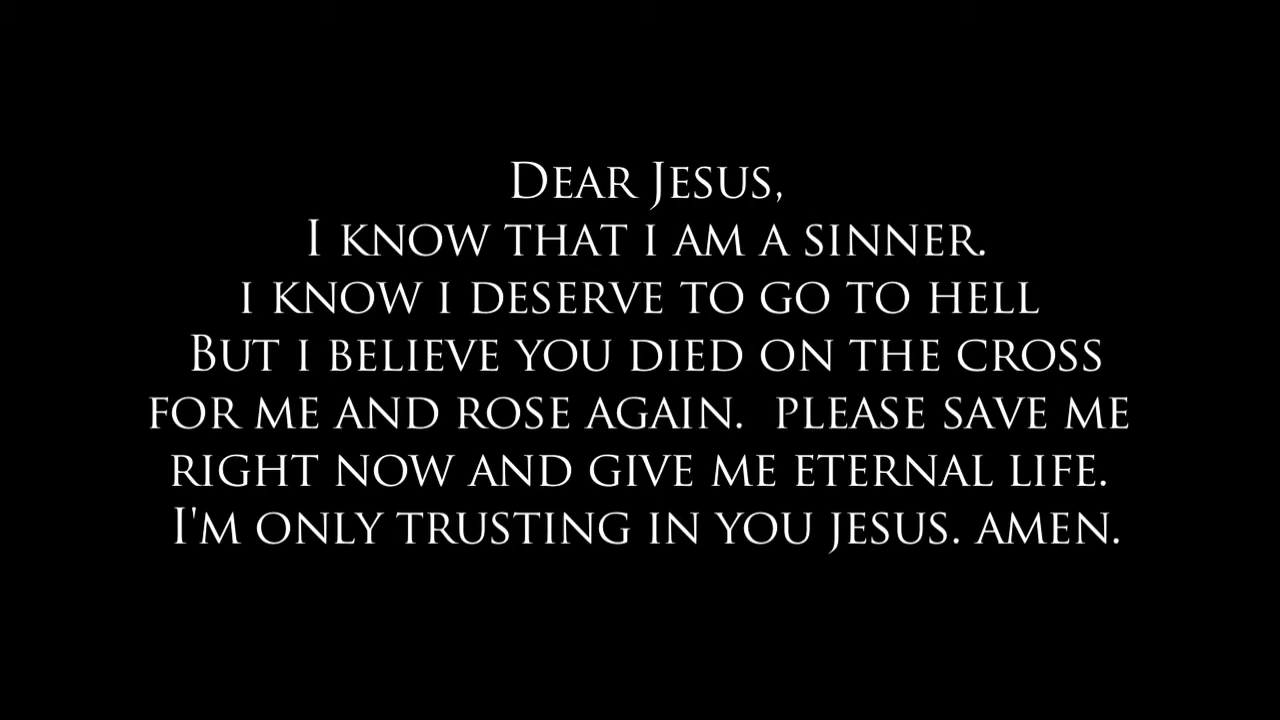 Dear Jesus,
I know that i am a sinner.
i know i deserve to go to hell
But i believe you died on the cross
for me and rose again.  please save me
right now and give me eternal life.
I'm only trusting in you jesus. amen.